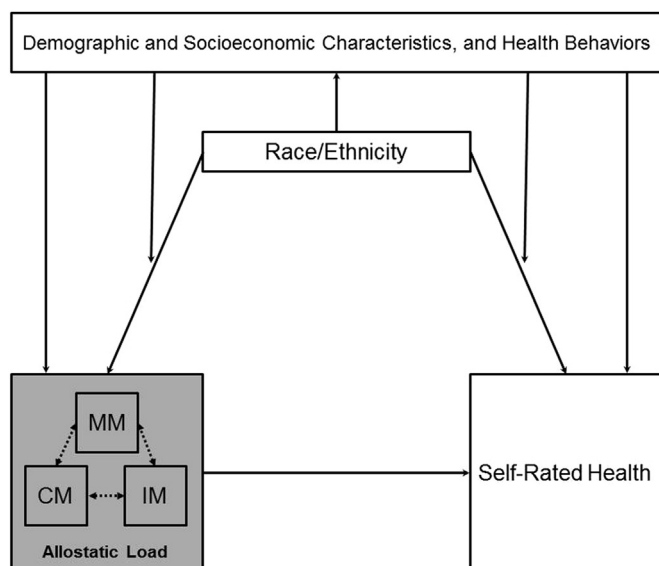 Demographic and Socioeconomic Characteristics, and Health Behaviors
Race/Ethnicity
MM
CM
IM
Allostatic Load
Self-Rated Health